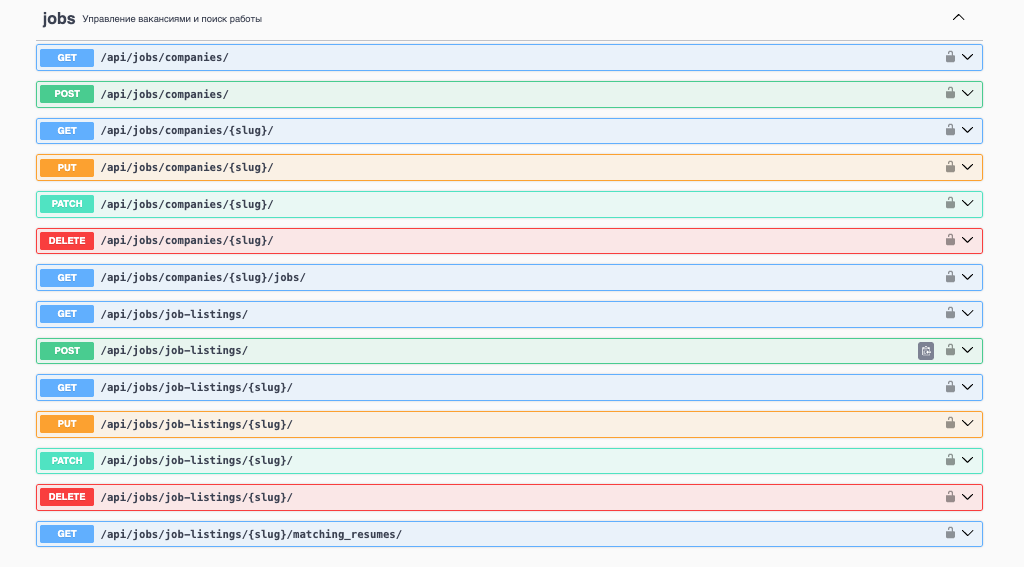 jobs Управление вакансиями и поиск работы
GET /api/jobs/companies/
POST /api/jobs/companies/
GET /api/jobs/companies/{slug}/
PUT /api/jobs/companies/{slug}/
PATCH /api/jobs/companies/{slug}/
DELETE /api/jobs/companies/{slug}/
GET /api/jobs/companies/{slug}/jobs/
GET /api/jobs/job-listings/
POST /api/jobs/job-listings/
GET /api/jobs/job-listings/{slug}/
PUT /api/jobs/job-listings/{slug}/
PATCH /api/jobs/job-listings/{slug}/
DELETE /api/jobs/job-listings/{slug}/
GET /api/jobs/job-listings/{slug}/matching_resumes/